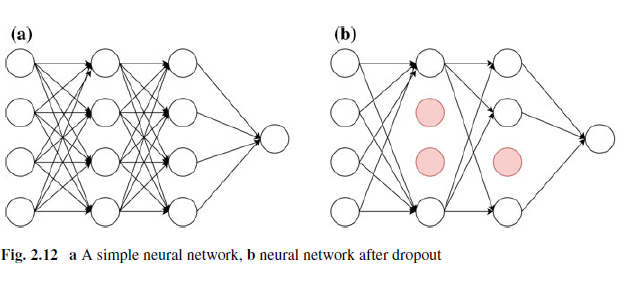 (a)
(b)
Fig. 2.12 a A simple neural network, b neural network after dropout